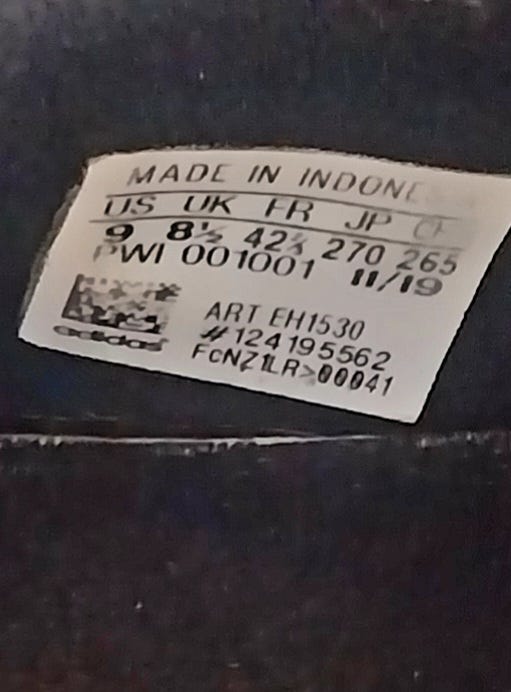 MADE IN INDONE
US UK FR JP CH
9 8½ 42⅔ 270 265
PWI 001001 11/19
ART EH1530
#124195562
adidas
FcNZ1LR>00041